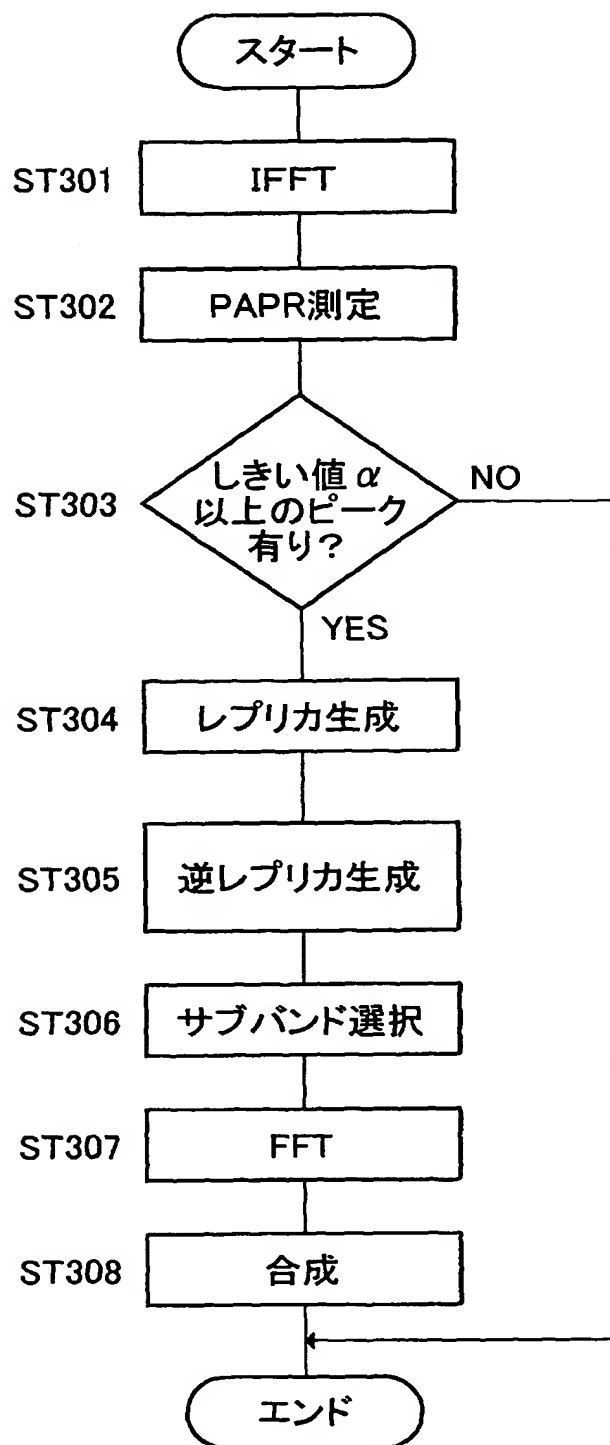 スタート
ST301
IFFT
ST302
PAPR測定
ST303
しきい値α
以上のピーク
有り?
NO
YES
ST304
レプリカ生成
ST305
逆レプリカ生成
ST306
サブバンド選択
ST307
FFT
ST308
合成
エンド